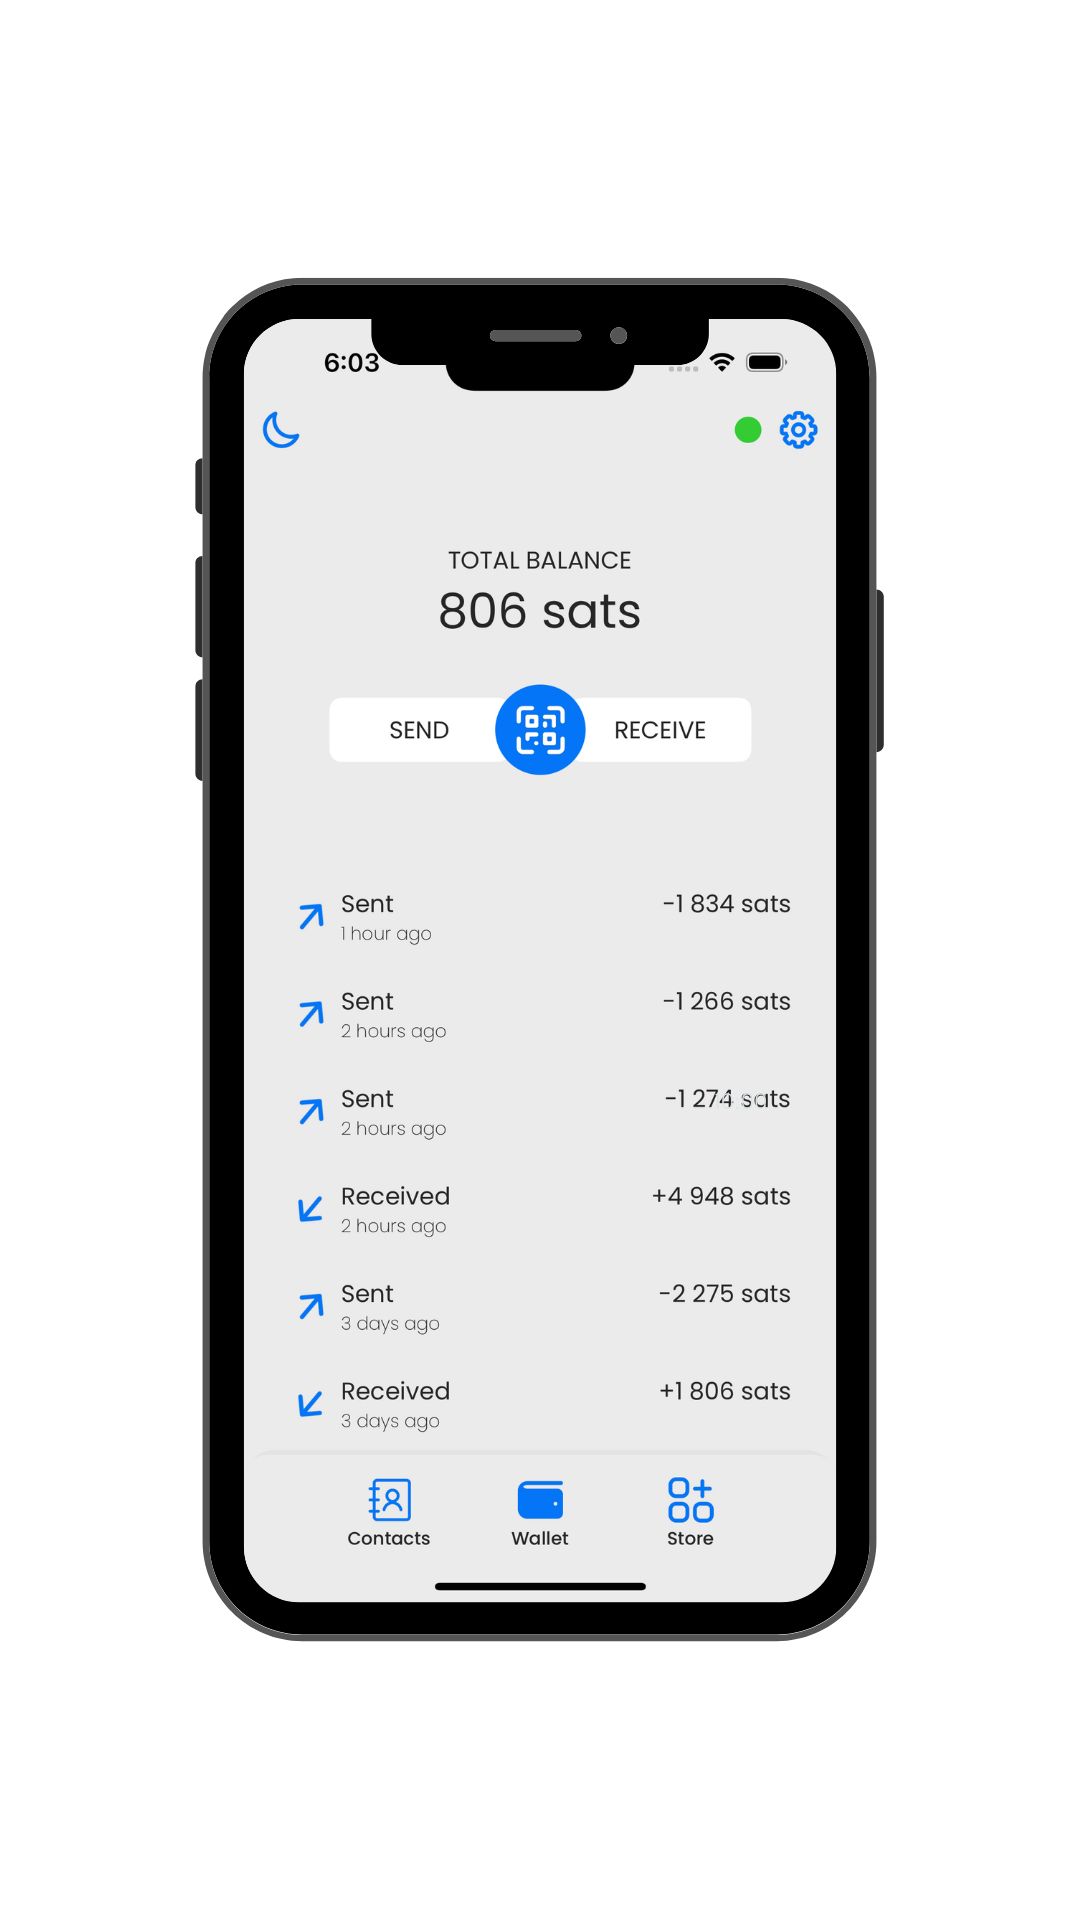 6:03
TOTAL BALANCE
806 sats
SEND
RECEIVE
Sent
-1 834 sats
1 hour ago
Sent
-1 266 sats
2 hours ago
Sent
-1 274 sats
2 hours ago
Received
+4 948 sats
2 hours ago
Sent
-2 275 sats
3 days ago
Received
+1 806 sats
3 days ago
Contacts
Wallet
Store